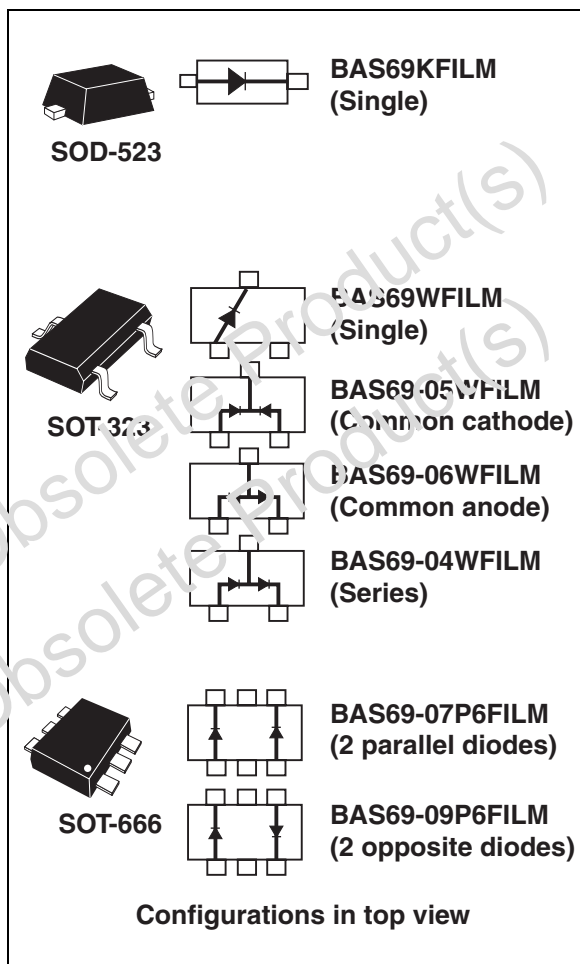 BAS69KFILM
(Single)
SOD-523
BAS69WFILM
(Single)
SOT-323
BAS69-05WFILM
(Common cathode)
BAS69-06WFILM
(Common anode)
BAS69-04WFILM
(Series)
BAS69-07P6FILM
(2 parallel diodes)
SOT-666
BAS69-09P6FILM
(2 opposite diodes)
Configurations in top view
Obsolete Product(s)
Obsolete Product(s)